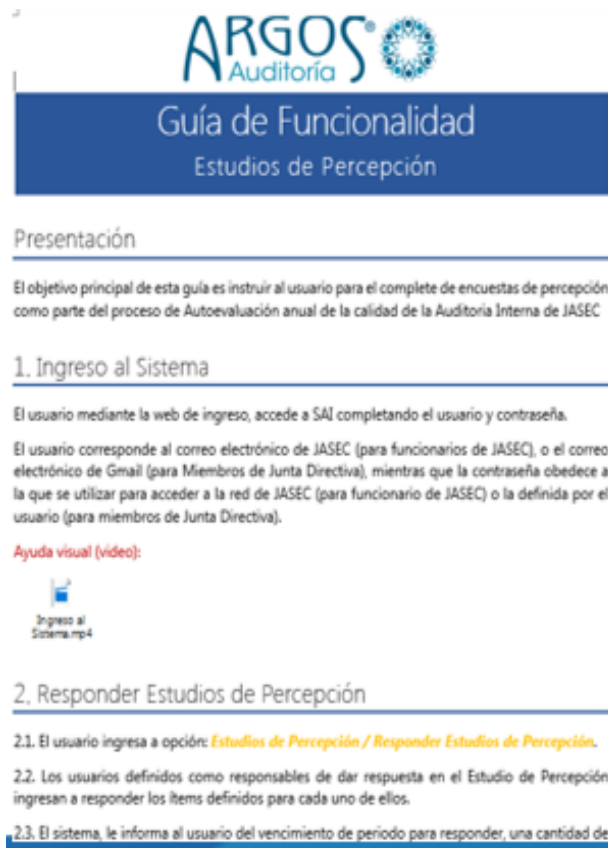 ARGOS
Auditoría
Guía de Funcionalidad
Estudios de Percepción
Presentación
El objetivo principal de esta guía es instruir al usuario para el complete de encuestas de percepción
como parte del proceso de Autoevaluación anual de la calidad de la Auditoria Interna de JASEC
1. Ingreso al Sistema
El usuario mediante la web de ingreso, accede a SAI completando el usuario y contraseña.
El usuario corresponde al correo electrónico de JASEC (para funcionarios de JASEC), o el correo
electrónico de Gmail (para Miembros de Junta Directiva), mientras que la contraseña obedece a
la que se utilizar para acceder a la red de JASEC (para funcionario de JASEC) o la definida por el
usuario (para miembros de Junta Directiva).
Ayuda visual (video):
Ingreso al
Sistema.mp4
2. Responder Estudios de Percepción
2.1. El usuario ingresa a opción: Estudios de Percepción / Responder Estudios de Percepción.
2.2. Los usuarios definidos como responsables de dar respuesta en el Estudio de Percepción
ingresan a responder los ítems definidos para cada uno de ellos.
2.3. El sistema, le informa al usuario del vencimiento de periodo para responder, una cantidad de